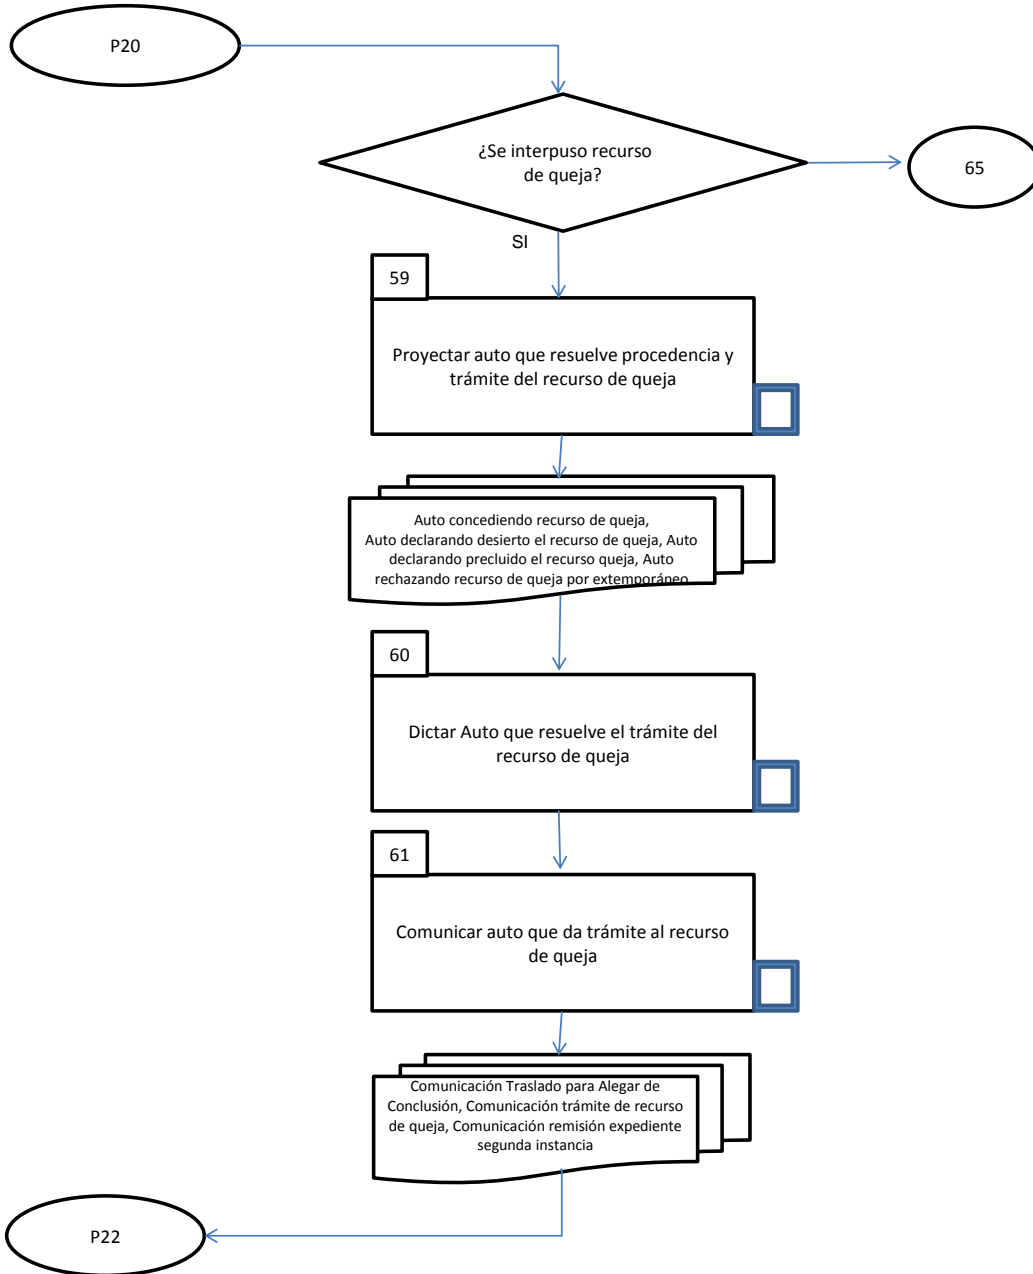 P20
¿Se interpuso recurso
de queja?
65
SI
59
Proyectar auto que resuelve procedencia y
trámite del recurso de queja
Auto concediendo recurso de queja,
Auto declarando desierto el recurso de queja, Auto
declarando precluido el recurso queja, Auto
rechazando recurso de queja por extemporáneo
60
Dictar Auto que resuelve el trámite del
recurso de queja
61
Comunicar auto que da trámite al recurso
de queja
Comunicación Traslado para Alegar de
Conclusión, Comunicación trámite de recurso
de queja, Comunicación remisión expediente
segunda instancia
P22